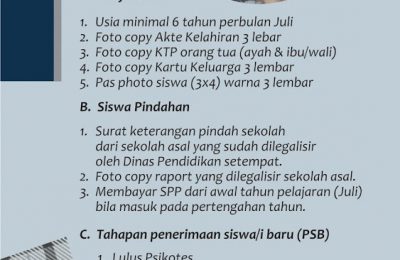 1. Usia minimal 6 tahun perbulan Juli
2. Foto copy Akte Kelahiran 3 lebar
3. Foto copy KTP orang tua (ayah & ibu/wali)
4. Foto copy Kartu Keluarga 3 lembar
5. Pas photo siswa (3x4) warna 3 lembar
B. Siswa Pindahan
1. Surat keterangan pindah sekolah
dari sekolah asal yang sudah dilegalisir
oleh Dinas Pendidikan setempat.
2. Foto copy raport yang dilegalisir sekolah asal.
3. Membayar SPP dari awal tahun pelajaran (Juli)
bila masuk pada pertengahan tahun.
C. Tahapan penerimaan siswa/i baru (PSB)
1. Lulus Psikotes